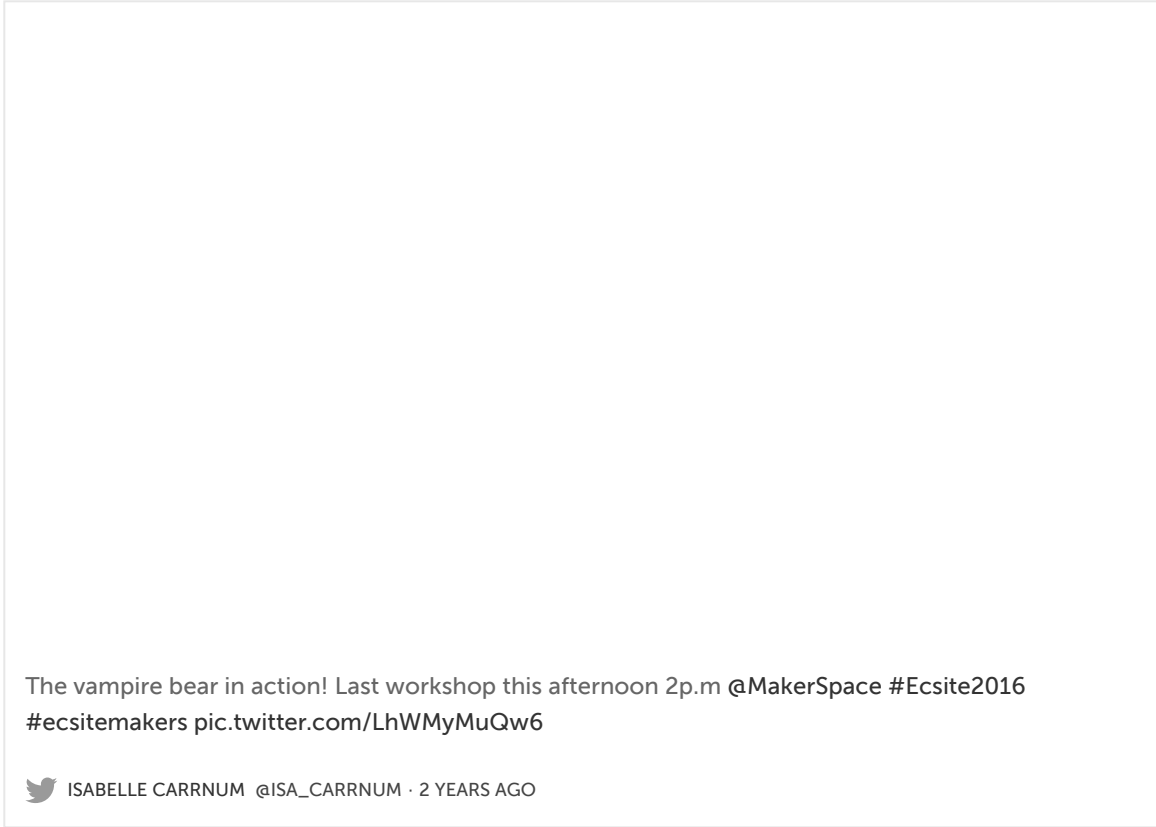 The vampire bear in action! Last workshop this afternoon 2p.m @MakerSpace #Ecsite2016
#ecsitemakers pic.twitter.com/LhWMyMuQw6
ISABELLE CARRNUM @ISA_CARRNUM · 2 YEARS AGO